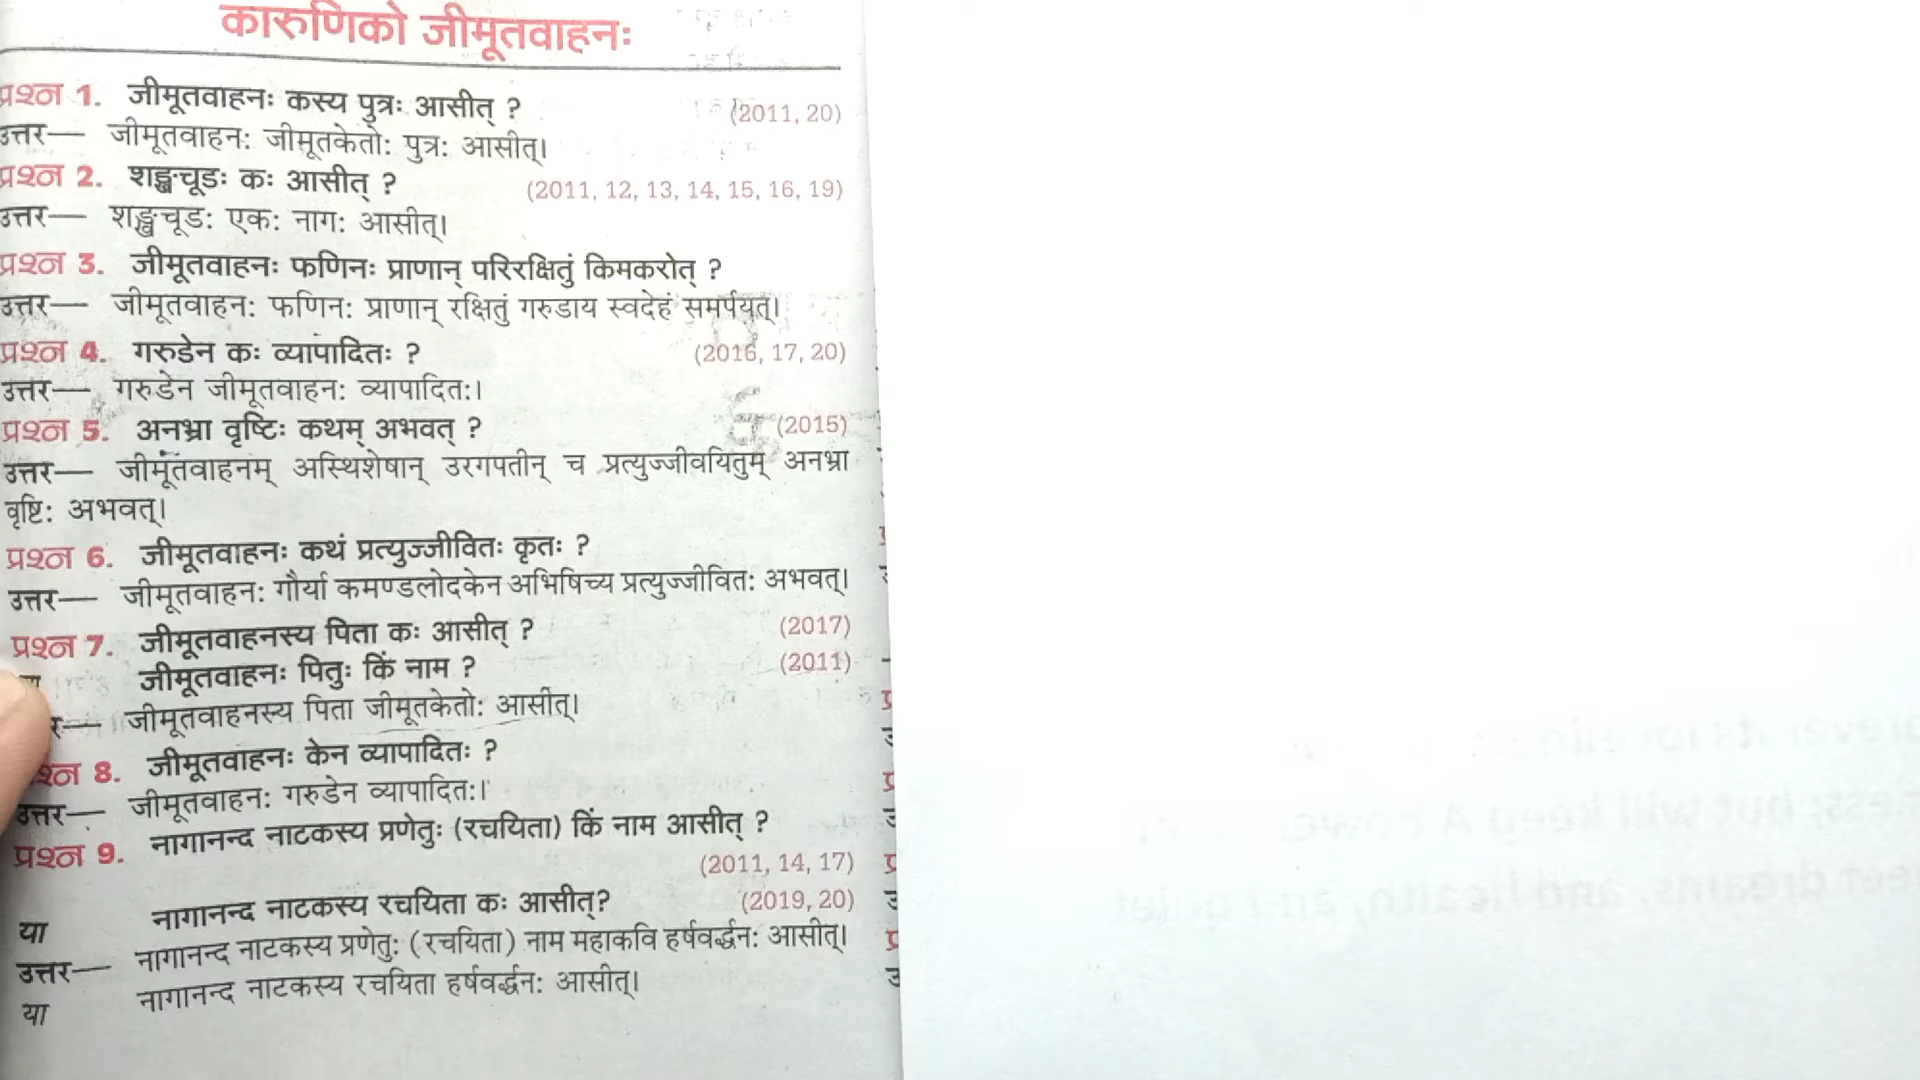 कारुणिको जीमूतवाहनः
प्रश्न 1. जीमूतवाहनः कस्य पुत्रः आसीत् ? (2011, 20)
उत्तर— जीमूतवाहनः जीमूतकेतोः पुत्रः आसीत्।
प्रश्न 2. शङ्खचूडः कः आसीत् ? (2011, 12, 13, 14, 15, 16, 19)
उत्तर— शङ्खचूडः एकः नागः आसीत्।
प्रश्न 3. जीमूतवाहनः फणिनः प्राणान् परिरक्षितुं किमकरोत् ?
उत्तर— जीमूतवाहनः फणिनः प्राणान् रक्षितुं गरुडाय स्वदेहं समर्पयत्।
प्रश्न 4. गरुडेन कः व्यापादितः ? (2016, 17, 20)
उत्तर— गरुडेन जीमूतवाहनः व्यापादितः।
प्रश्न 5. अनभ्रा वृष्टिः कथम् अभवत् ? (2015)
उत्तर— जीमूतवाहनम् अस्थिशेषान् उरगपतीन् च प्रत्युज्जीवयितुम् अनभ्रा
वृष्टिः अभवत्।
प्रश्न 6. जीमूतवाहनः कथं प्रत्युज्जीवितः कृतः ?
उत्तर— जीमूतवाहनः गौर्या कमण्डलोदकेन अभिषिच्य प्रत्युज्जीवितः अभवत्।
प्रश्न 7. जीमूतवाहनस्य पिता कः आसीत् ? (2017)
जीमूतवाहनः पितुः किं नाम ? (2011)
जीमूतवाहनस्य पिता जीमूतकेतोः आसीत्।
श्न 8. जीमूतवाहनः केन व्यापादितः ?
उत्तर— जीमूतवाहनः गरुडेन व्यापादितः।
प्रश्न 9. नागानन्द नाटकस्य प्रणेतुः (रचयिता) किं नाम आसीत् ?
(2011, 14, 17)
या नागानन्द नाटकस्य रचयिता कः आसीत्? (2019, 20)
उत्तर— नागानन्द नाटकस्य प्रणेतुः (रचयिता) नाम महाकवि हर्षवर्द्धनः आसीत्।
या नागानन्द नाटकस्य रचयिता हर्षवर्द्धनः आसीत्।